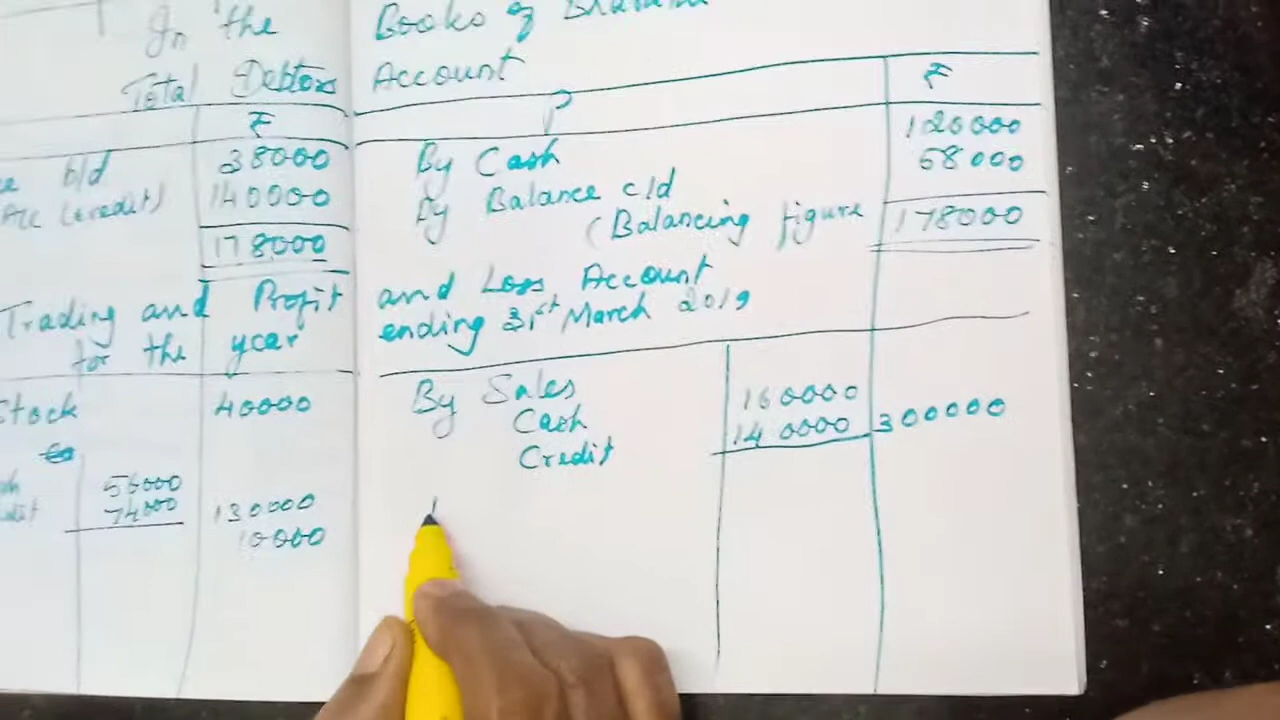 In the Books of
Total Debtors Account
₹ ₹
b/d 38000 By Cash 120000
A/c (credit) 140000 By Balance c/d 58000
(Balancing figure
178000 178000
Trading and Profit and Loss Account
for the year ending 31st March 2019
Stock 40000 By Sales
Cash 160000
Credit 140000 300000
56000
74000 130000
10000